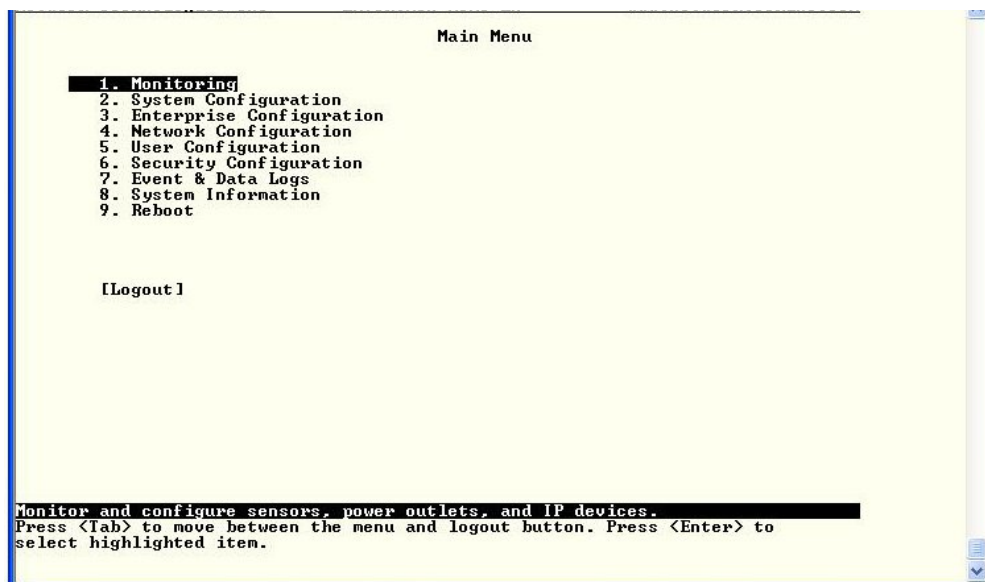 Main Menu
1. Monitoring
2. System Configuration
3. Enterprise Configuration
4. Network Configuration
5. User Configuration
6. Security Configuration
7. Event & Data Logs
8. System Information
9. Reboot
[Logout]
Monitor and configure sensors, power outlets, and IP devices.
Press <Tab> to move between the menu and logout button. Press <Enter> to
select highlighted item.